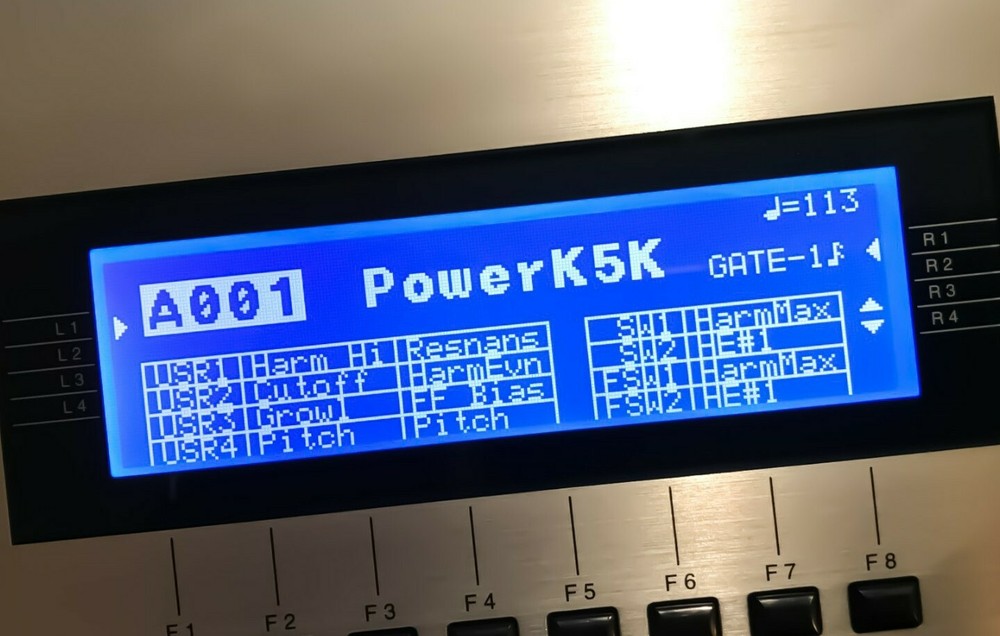 ♩=113
A001 PowerK5K GATE-1♪
USR1 Harm Hi Resnans SW1 HarmMax
USR2 Cutoff HarmEvn SW2 HE#1
USR3 Growl FF Bias FSW1 HarmMax
USR4 Pitch Pitch FSW2 HE#1
L1
L2
L3
L4
R1
R2
R3
R4
F1 F2 F3 F4 F5 F6 F7 F8